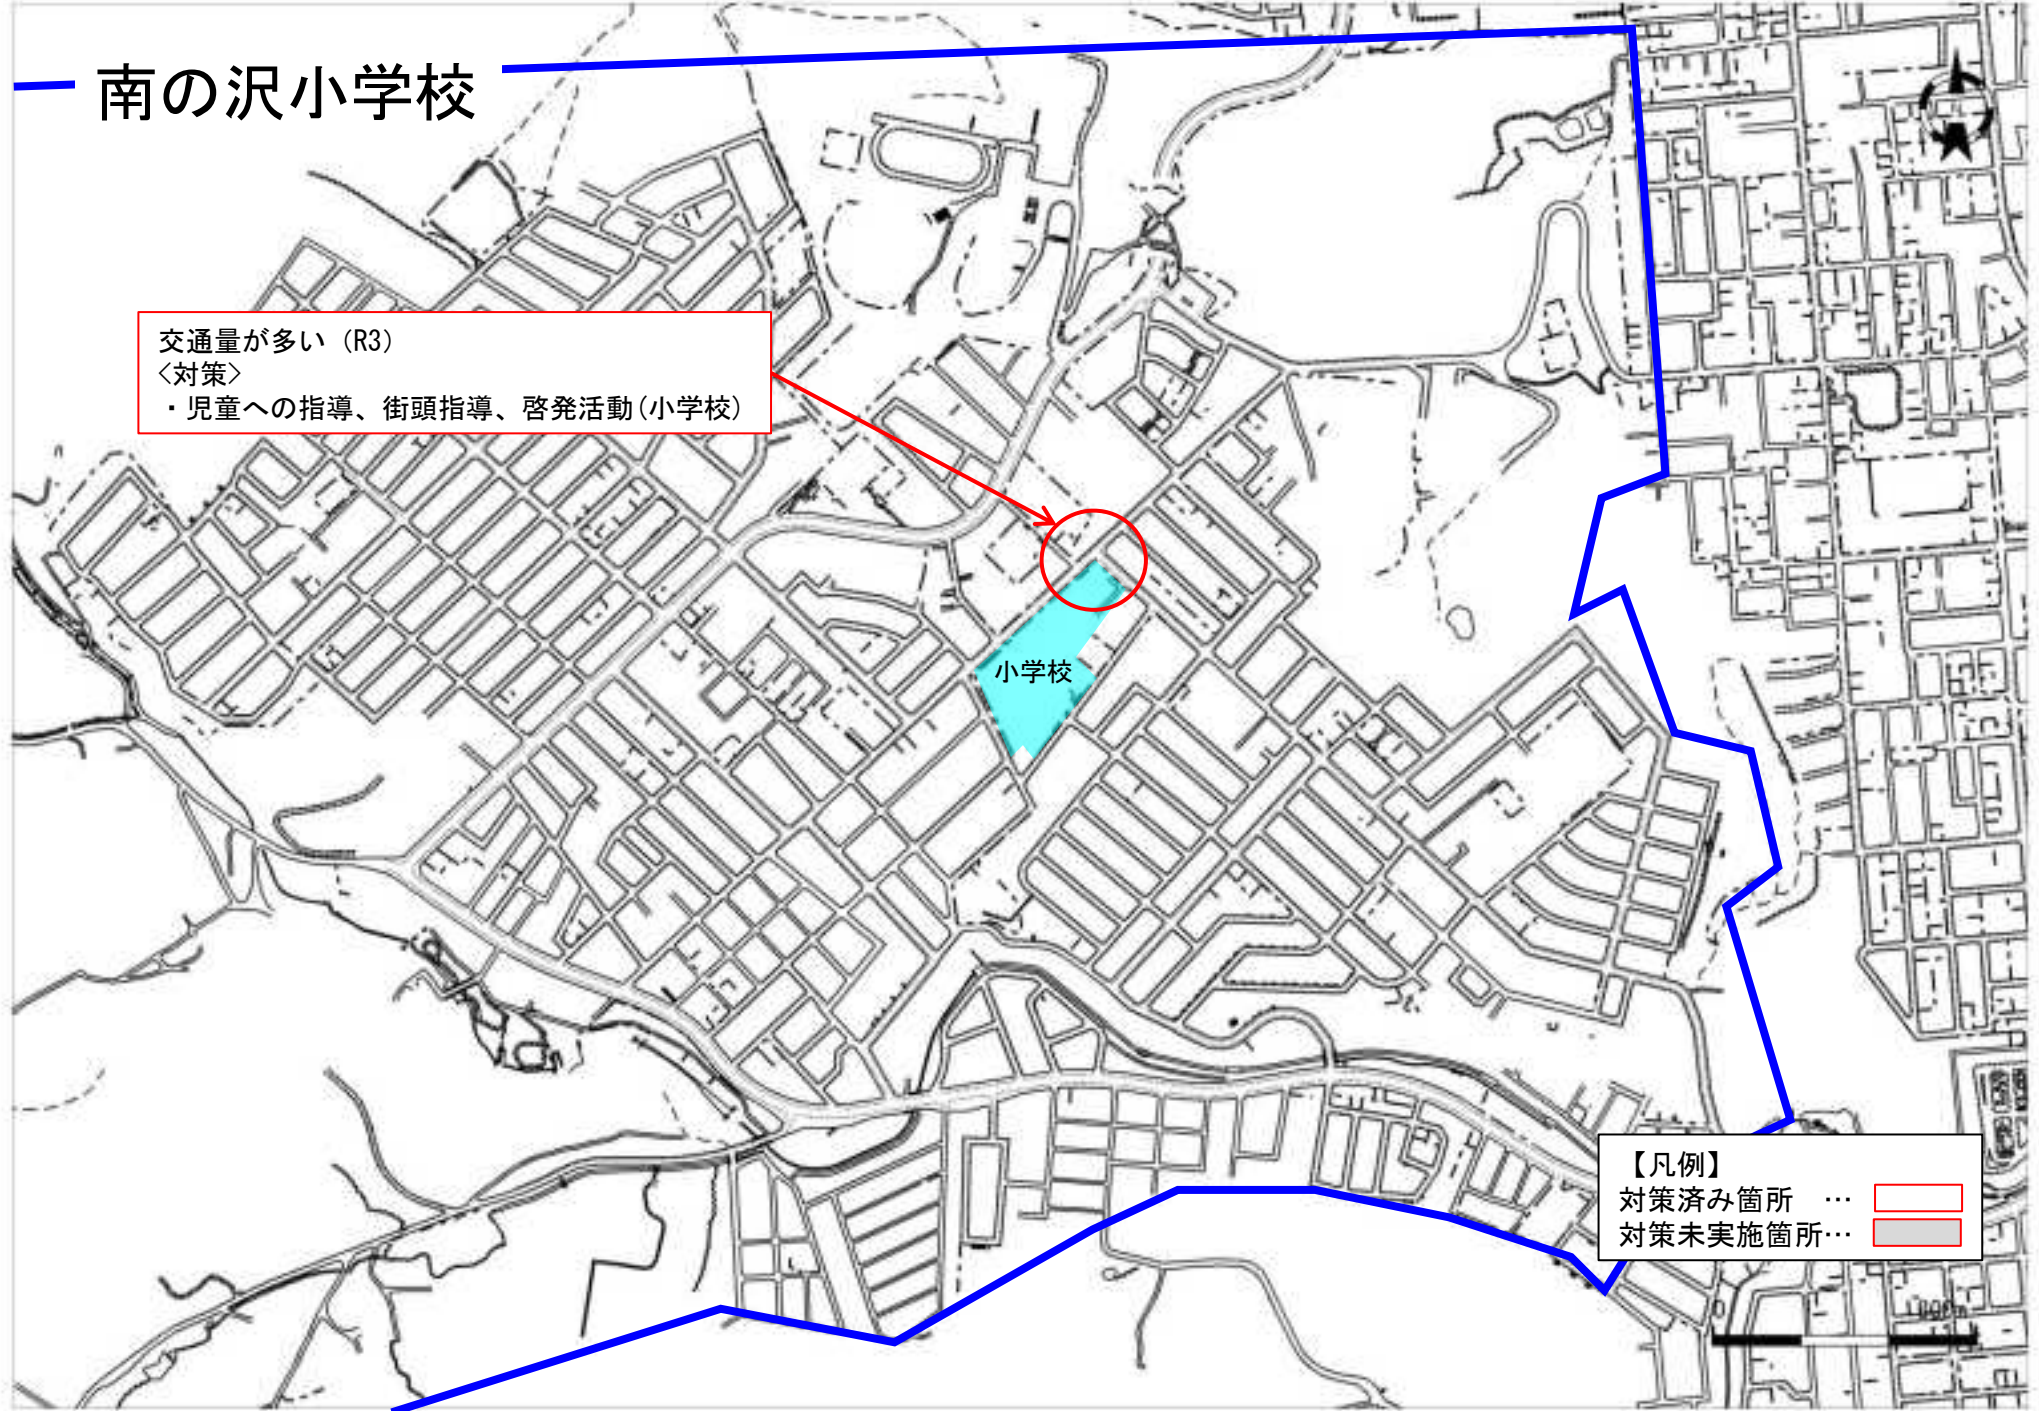 南の沢小学校
交通量が多い（R3）
<対策>
・児童への指導、街頭指導、啓発活動(小学校)
小学校
【凡例】
対策済み箇所　…
対策未実施箇所…